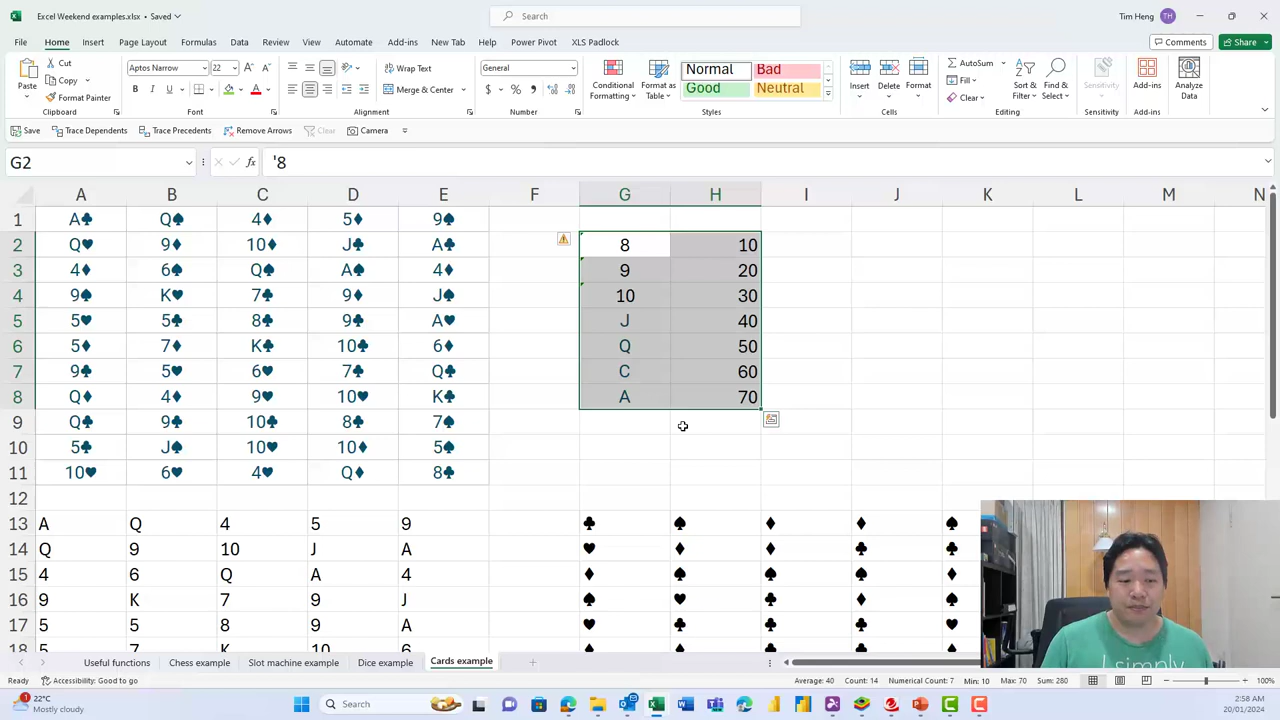 Excel Weekend examples.xlsx • Saved
Search
Tim Heng TH
File Home Insert Page Layout Formulas Data Review View Automate Add-ins New Tab Help Power Pivot XLS Padlock
Comments Share
Paste Cut Copy Format Painter
Clipboard
Aptos Narrow 22
B I U
Font
Wrap Text
Merge & Center
Alignment
General
$ %
Number
Conditional Formatting
Format as Table
Normal Bad
Good Neutral
Styles
Insert Delete Format
Cells
AutoSum
Fill
Clear
Sort & Filter
Find & Select
Editing
Sensitivity
Sensitivity
Add-ins
Add-ins
Analyze Data
Save Trace Dependents Trace Precedents Remove Arrows Clear Camera
G2 fx '8
A B C D E F G H I J K L M N
1 A♣ Q♠ 4♦ 5♦ 9♠
2 Q♥ 9♦ 10♦ J♣ A♣ 8 10
3 4♦ 6♠ Q♠ A♠ 4♦ 9 20
4 9♠ K♥ 7♣ 9♦ J♠ 10 30
5 5♥ 5♣ 8♣ 9♣ A♥ J 40
6 5♦ 7♦ K♣ 10♣ 6♦ Q 50
7 9♣ 5♥ 6♥ 7♣ Q♣ C 60
8 Q♦ 4♦ 9♥ 10♥ K♣ A 70
9 Q♣ 9♣ 10♣ 8♣ 7♠
10 5♣ J♠ 10♥ 10♦ 5♠
11 10♥ 6♥ 4♥ Q♦ 8♣
12
13 A Q 4 5 9 ♣ ♠ ♦ ♦ ♠
14 Q 9 10 J A ♥ ♦ ♦ ♣ ♣
15 4 6 Q A 4 ♦ ♠ ♠ ♠ ♦
16 9 K 7 9 J ♠ ♥ ♣ ♦ ♠
17 5 5 8 9 A ♥ ♣ ♣ ♣ ♥
18 5 7 K 10 6 ♦ ♦ ♣ ♣
I simply
Useful functions Chess example Slot machine example Dice example Cards example
Ready Accessibility: Good to go Average: 40 Count: 14 Numerical Count: 7 Min: 10 Max: 70 Sum: 280 100%
22°C
Mostly cloudy
Search
2:58 AM
20/01/2024